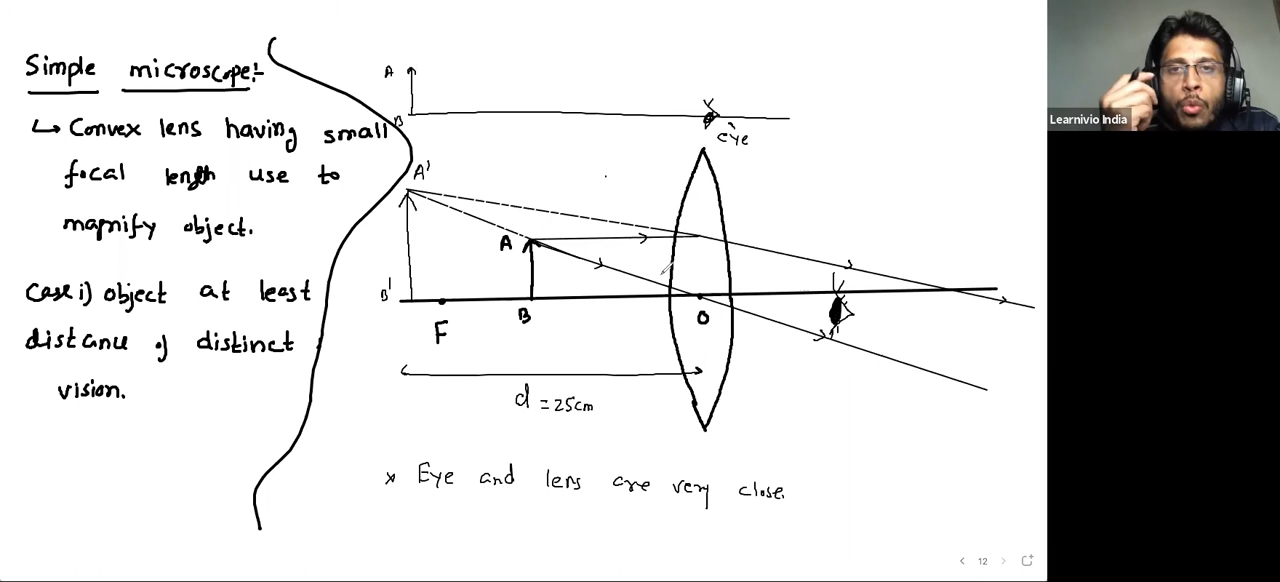 Simple microscope:-
↳ Convex lens having small
focal length use to
magnify object.
Case i) object at least
distance of distinct
vision.
A
B
eye
A'
A
B'
F
B
O
d = 25cm
* Eye and lens are very close.
Learnivio India
12